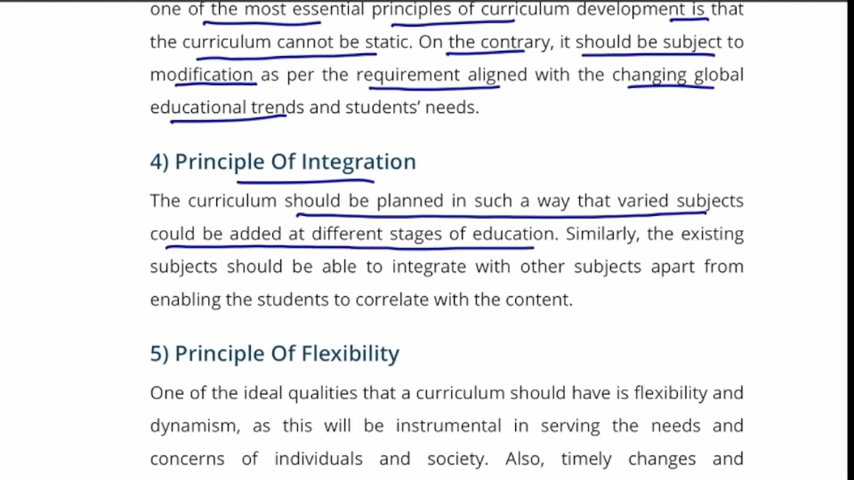 one of the most essential principles of curriculum development is that
the curriculum cannot be static. On the contrary, it should be subject to
modification as per the requirement aligned with the changing global
educational trends and students’ needs.
4) Principle Of Integration
The curriculum should be planned in such a way that varied subjects
could be added at different stages of education. Similarly, the existing
subjects should be able to integrate with other subjects apart from
enabling the students to correlate with the content.
5) Principle Of Flexibility
One of the ideal qualities that a curriculum should have is flexibility and
dynamism, as this will be instrumental in serving the needs and
concerns of individuals and society. Also, timely changes and